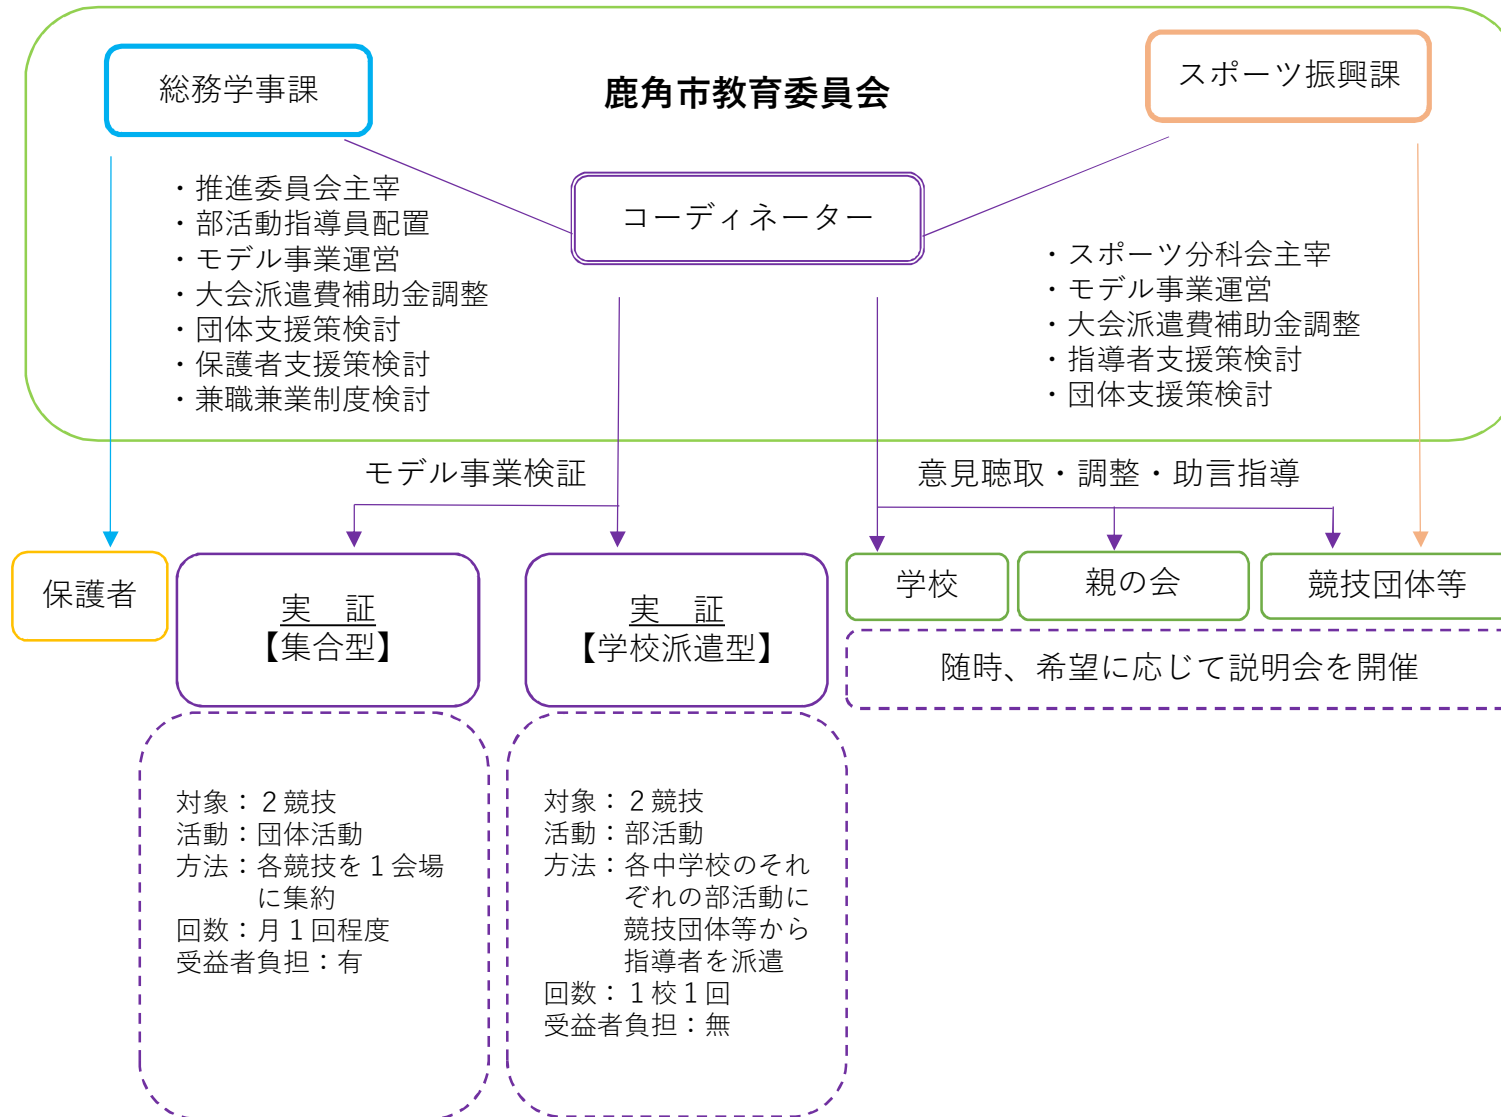 総務学事課
鹿角市教育委員会
スポーツ振興課
コーディネーター
・推進委員会主宰
・部活動指導員配置
・モデル事業運営
・大会派遣費補助金調整
・団体支援策検討
・保護者支援策検討
・兼職兼業制度検討
・スポーツ分科会主宰
・モデル事業運営
・大会派遣費補助金調整
・指導者支援策検討
・団体支援策検討
モデル事業検証
意見聴取・調整・助言指導
保護者
実　証
【集合型】
実　証
【学校派遣型】
学校
親の会
競技団体等
随時、希望に応じて説明会を開催
対象：２競技
活動：団体活動
方法：各競技を１会場
に集約
回数：月１回程度
受益者負担：有
対象：２競技
活動：部活動
方法：各中学校のそれ
ぞれの部活動に
競技団体等から
指導者を派遣
回数：１校１回
受益者負担：無